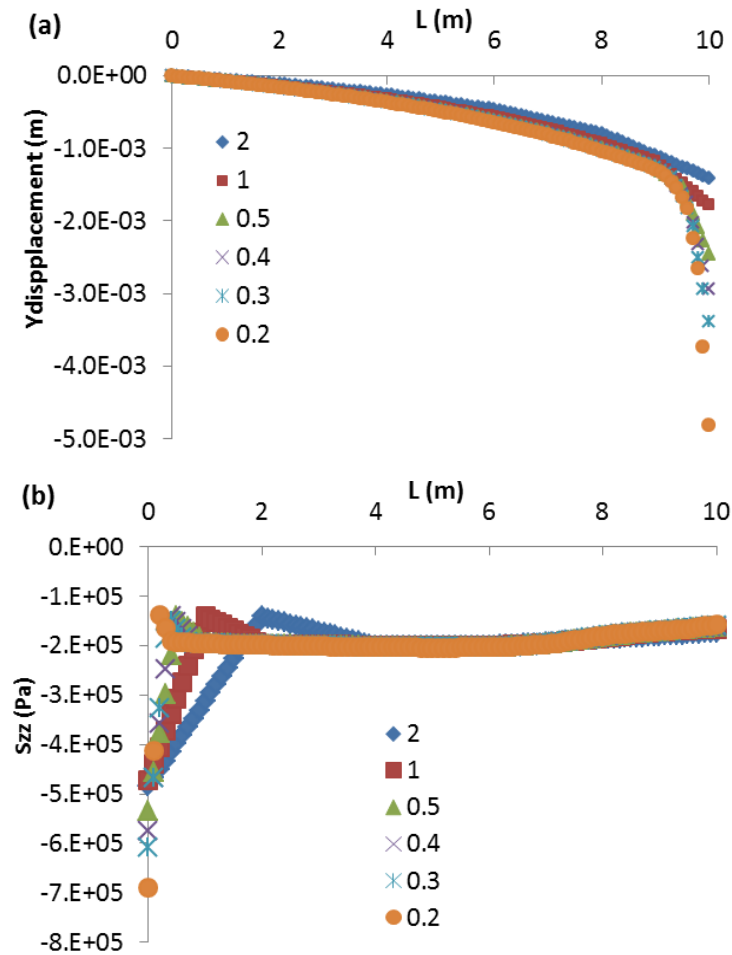 (a)
L (m)
0 2 4 6 8 10
0.0E+00
-1.0E-03
-2.0E-03
-3.0E-03
-4.0E-03
-5.0E-03
Ydispplacement (m)
2
1
0.5
0.4
0.3
0.2
(b)
L (m)
0 2 4 6 8 10
0.E+00
-1.E+05
-2.E+05
-3.E+05
-4.E+05
-5.E+05
-6.E+05
-7.E+05
-8.E+05
Szz (Pa)
2
1
0.5
0.4
0.3
0.2